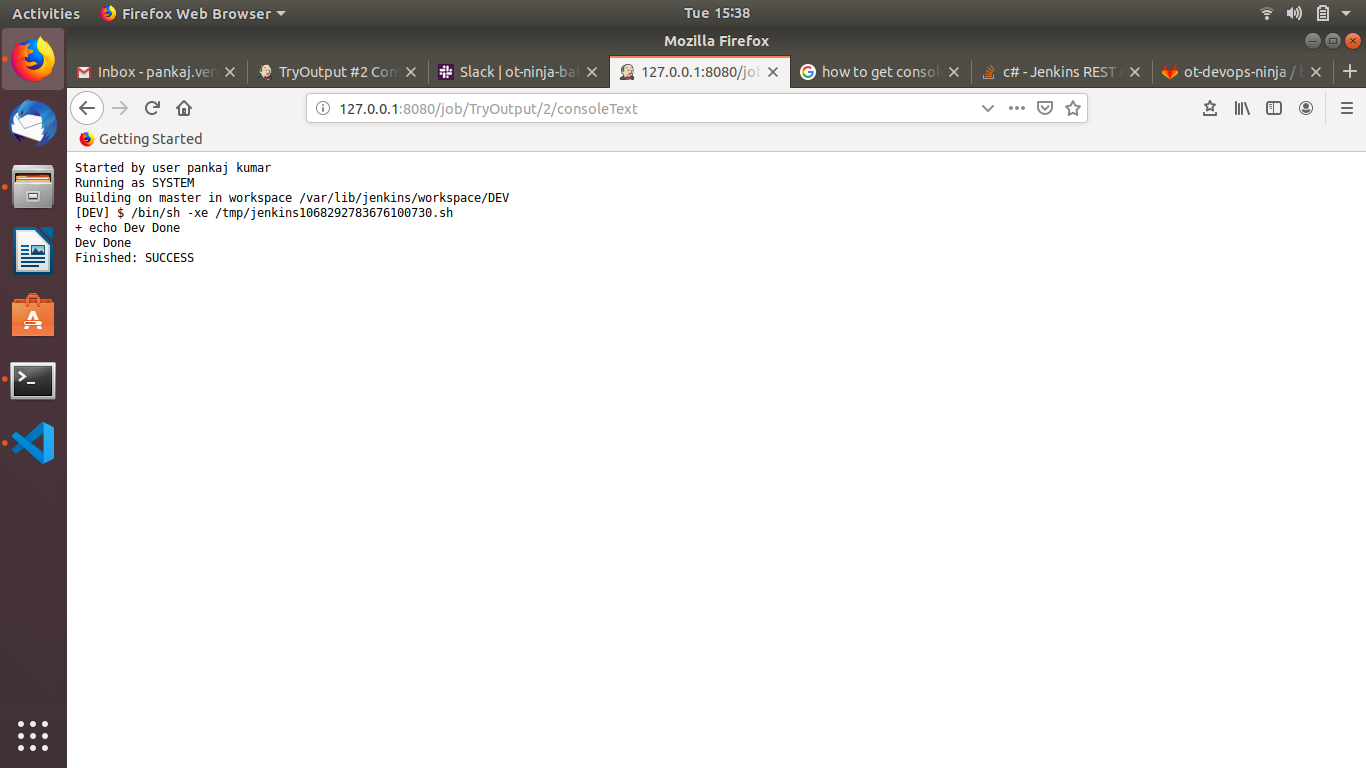 Activities Firefox Web Browser Tue 15:38
Mozilla Firefox
Inbox - pankaj.ver TryOutput #2 Con Slack | ot-ninja-bat 127.0.0.1:8080/job how to get consol c# - Jenkins REST A ot-devops-ninja / b
127.0.0.1:8080/job/TryOutput/2/consoleText
Getting Started
Started by user pankaj kumar
Running as SYSTEM
Building on master in workspace /var/lib/jenkins/workspace/DEV
[DEV] $ /bin/sh -xe /tmp/jenkins1068292783676100730.sh
+ echo Dev Done
Dev Done
Finished: SUCCESS